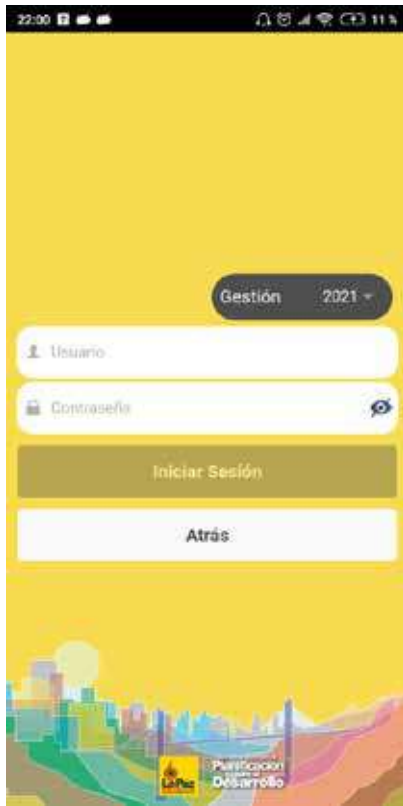 22:00 11%
Gestión 2021
Usuario
Contraseña
Iniciar Sesión
Atrás
La Paz
Planificación
Desarrollo